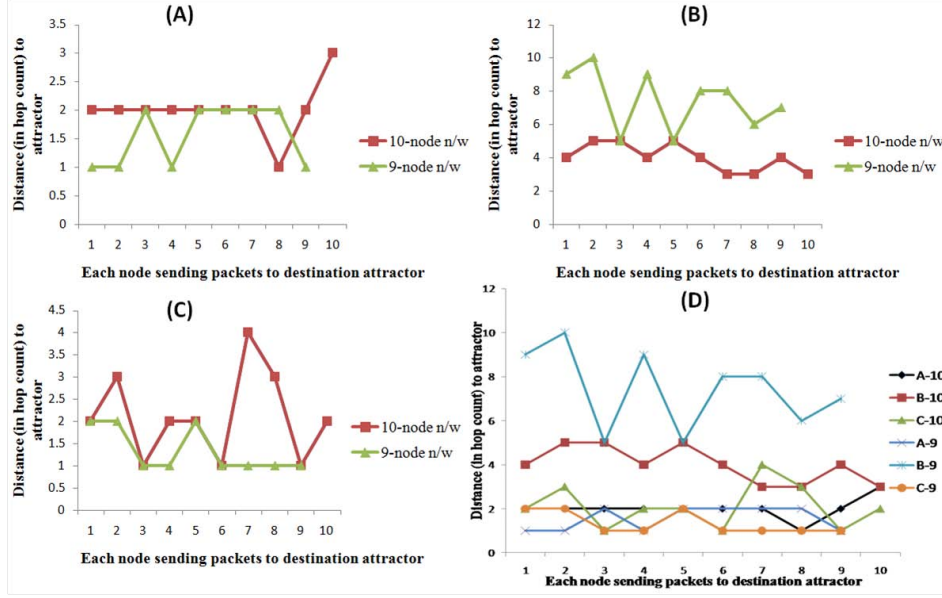 (A)
Distance (in hop count) to
attractor
3.5
3
2.5
2
1.5
1
0.5
0
1 2 3 4 5 6 7 8 9 10
Each node sending packets to destination attractor
10-node n/w
9-node n/w
(B)
Distance (in hop count) to
attractor
12
10
8
6
4
2
0
1 2 3 4 5 6 7 8 9 10
Each node sending packets to destination attractor
10-node n/w
9-node n/w
(C)
Distance (in hop count) to
attractor
4.5
4
3.5
3
2.5
2
1.5
1
0.5
0
1 2 3 4 5 6 7 8 9 10
Each node sending packets to destination attractor
10-node n/w
9-node n/w
(D)
Distance (in hop count) to attractor
12
10
8
6
4
2
0
1 2 3 4 5 6 7 8 9 10
Each node sending packets to destination attractor
A-10
B-10
C-10
A-9
B-9
C-9